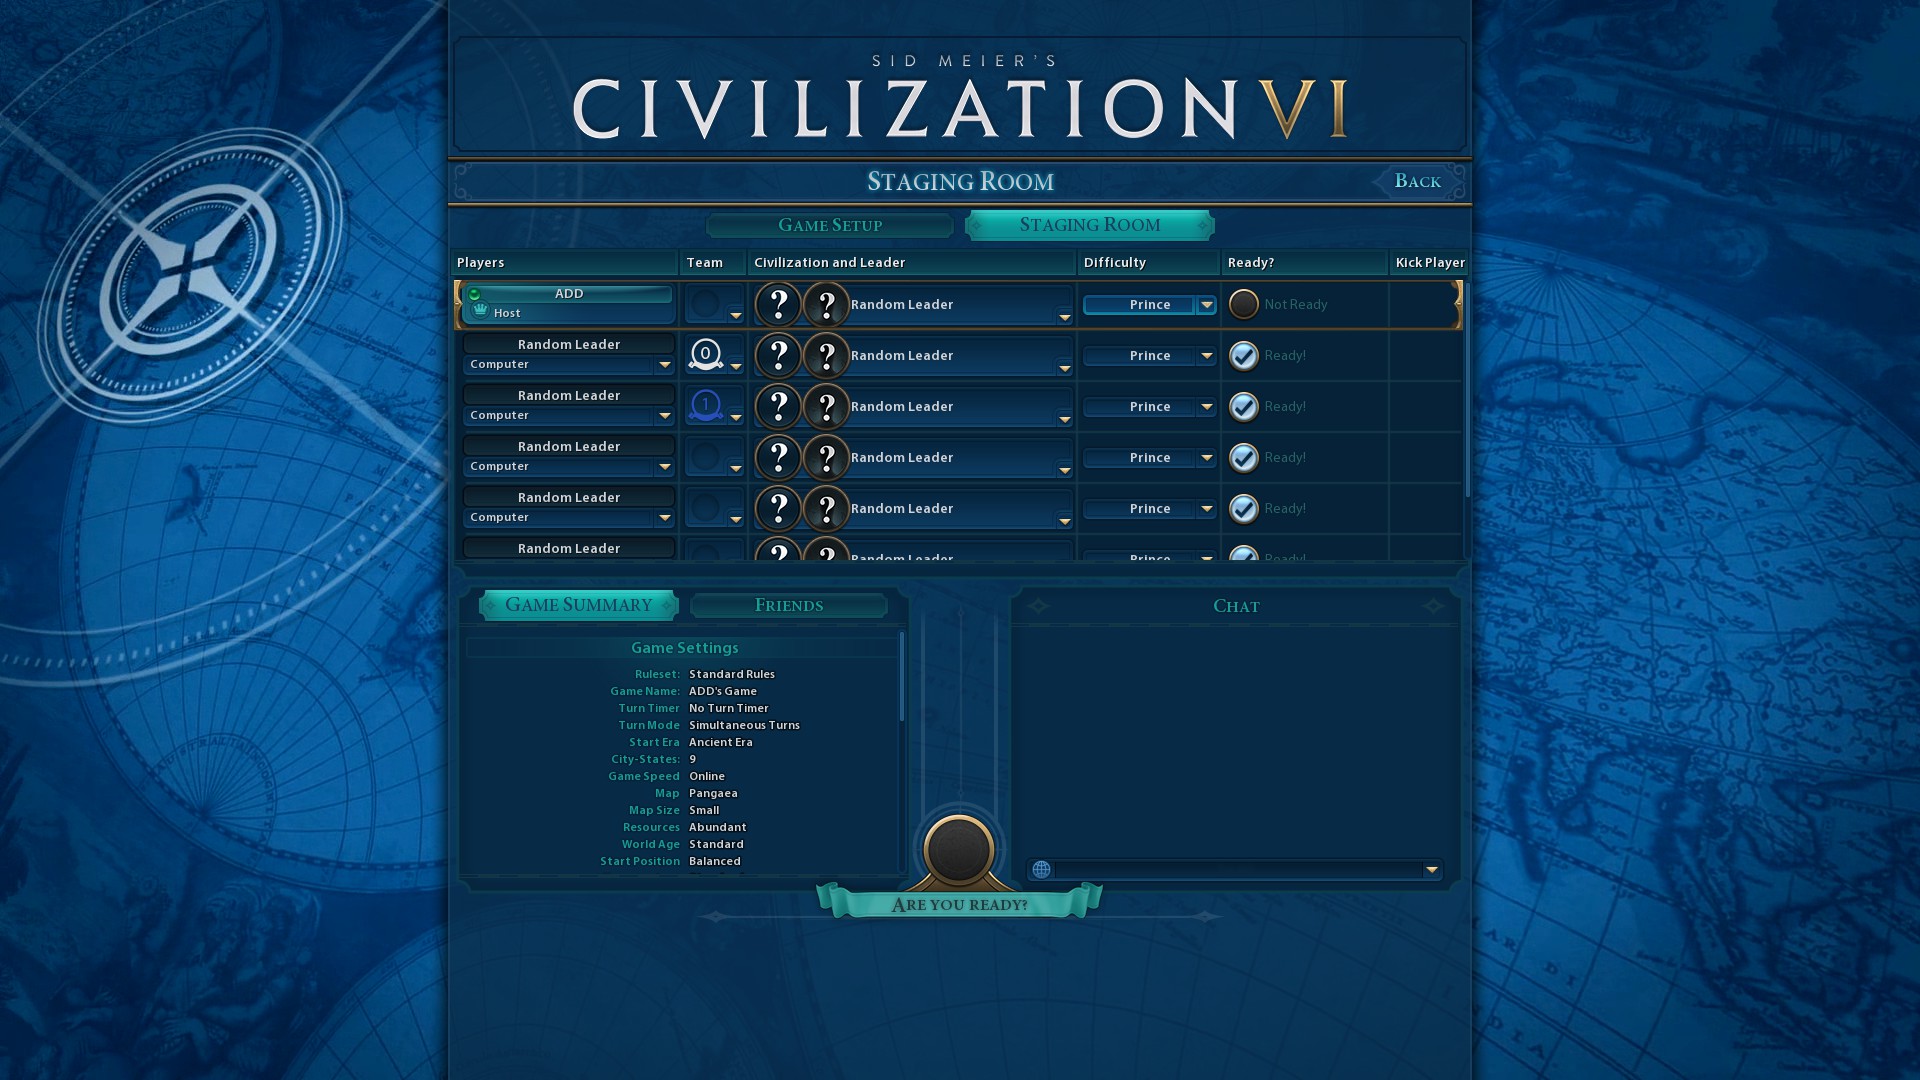 SID MEIER'S
CIVILIZATION VI
STAGING ROOM
BACK
GAME SETUP
STAGING ROOM
Players Team Civilization and Leader Difficulty Ready? Kick Player
ADD
Host
? ? Random Leader Prince Not Ready
Random Leader
Computer
0 ? ? Random Leader Prince Ready!
Random Leader
Computer
1 ? ? Random Leader Prince Ready!
Random Leader
Computer
? ? Random Leader Prince Ready!
Random Leader
Computer
? ? Random Leader Prince Ready!
Random Leader
? ? Random Leader Prince Ready!
GAME SUMMARY
FRIENDS
Game Settings
Ruleset: Standard Rules
Game Name: ADD's Game
Turn Timer No Turn Timer
Turn Mode Simultaneous Turns
Start Era Ancient Era
City-States: 9
Game Speed Online
Map Pangaea
Map Size Small
Resources Abundant
World Age Standard
Start Position Balanced
CHAT
ARE YOU READY?